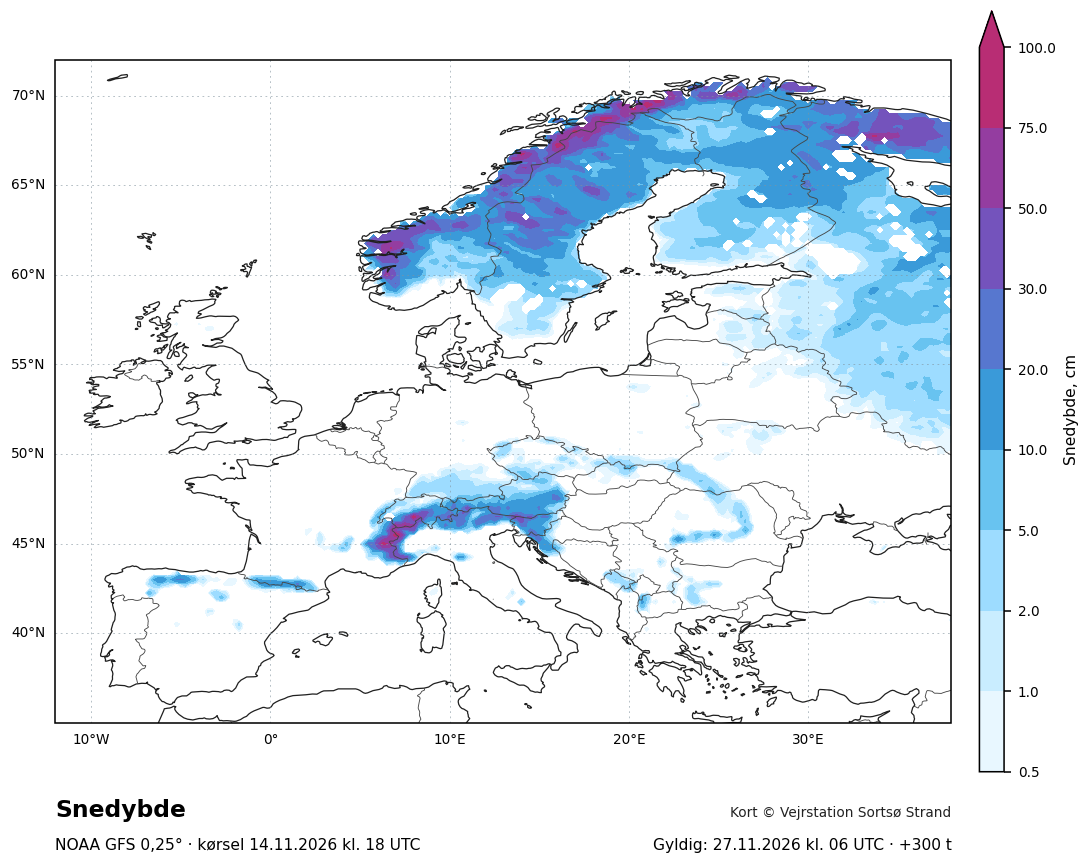 100.0
75.0
50.0
30.0
20.0
10.0
5.0
2.0
1.0
0.5
Snedybde, cm
70°N
65°N
60°N
55°N
50°N
45°N
40°N
10°W
0°
10°E
20°E
30°E
Snedybde
Kort © Vejrstation Sortsø Strand
NOAA GFS 0,25° · kørsel 14.11.2026 kl. 18 UTC
Gyldig: 27.11.2026 kl. 06 UTC · +300 t